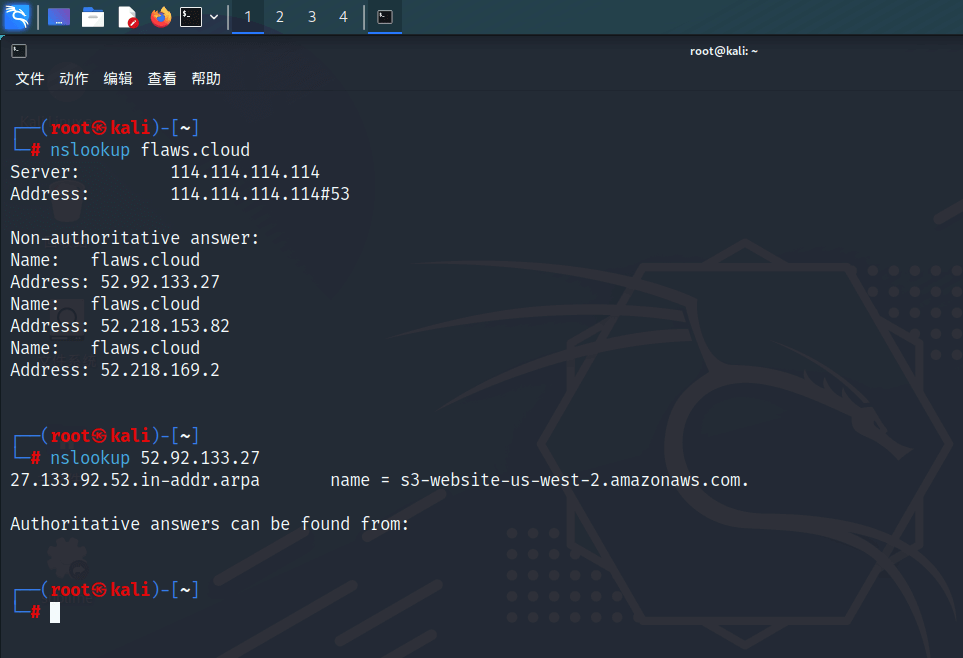 1 2 3 4
root@kali: ~
文件 动作 编辑 查看 帮助
┌──(root㉿kali)-[~]
└─# nslookup flaws.cloud
Server:         114.114.114.114
Address:        114.114.114.114#53
Non-authoritative answer:
Name:   flaws.cloud
Address: 52.92.133.27
Name:   flaws.cloud
Address: 52.218.153.82
Name:   flaws.cloud
Address: 52.218.169.2
┌──(root㉿kali)-[~]
└─# nslookup 52.92.133.27
27.133.92.52.in-addr.arpa       name = s3-website-us-west-2.amazonaws.com.
Authoritative answers can be found from:
┌──(root㉿kali)-[~]
└─#